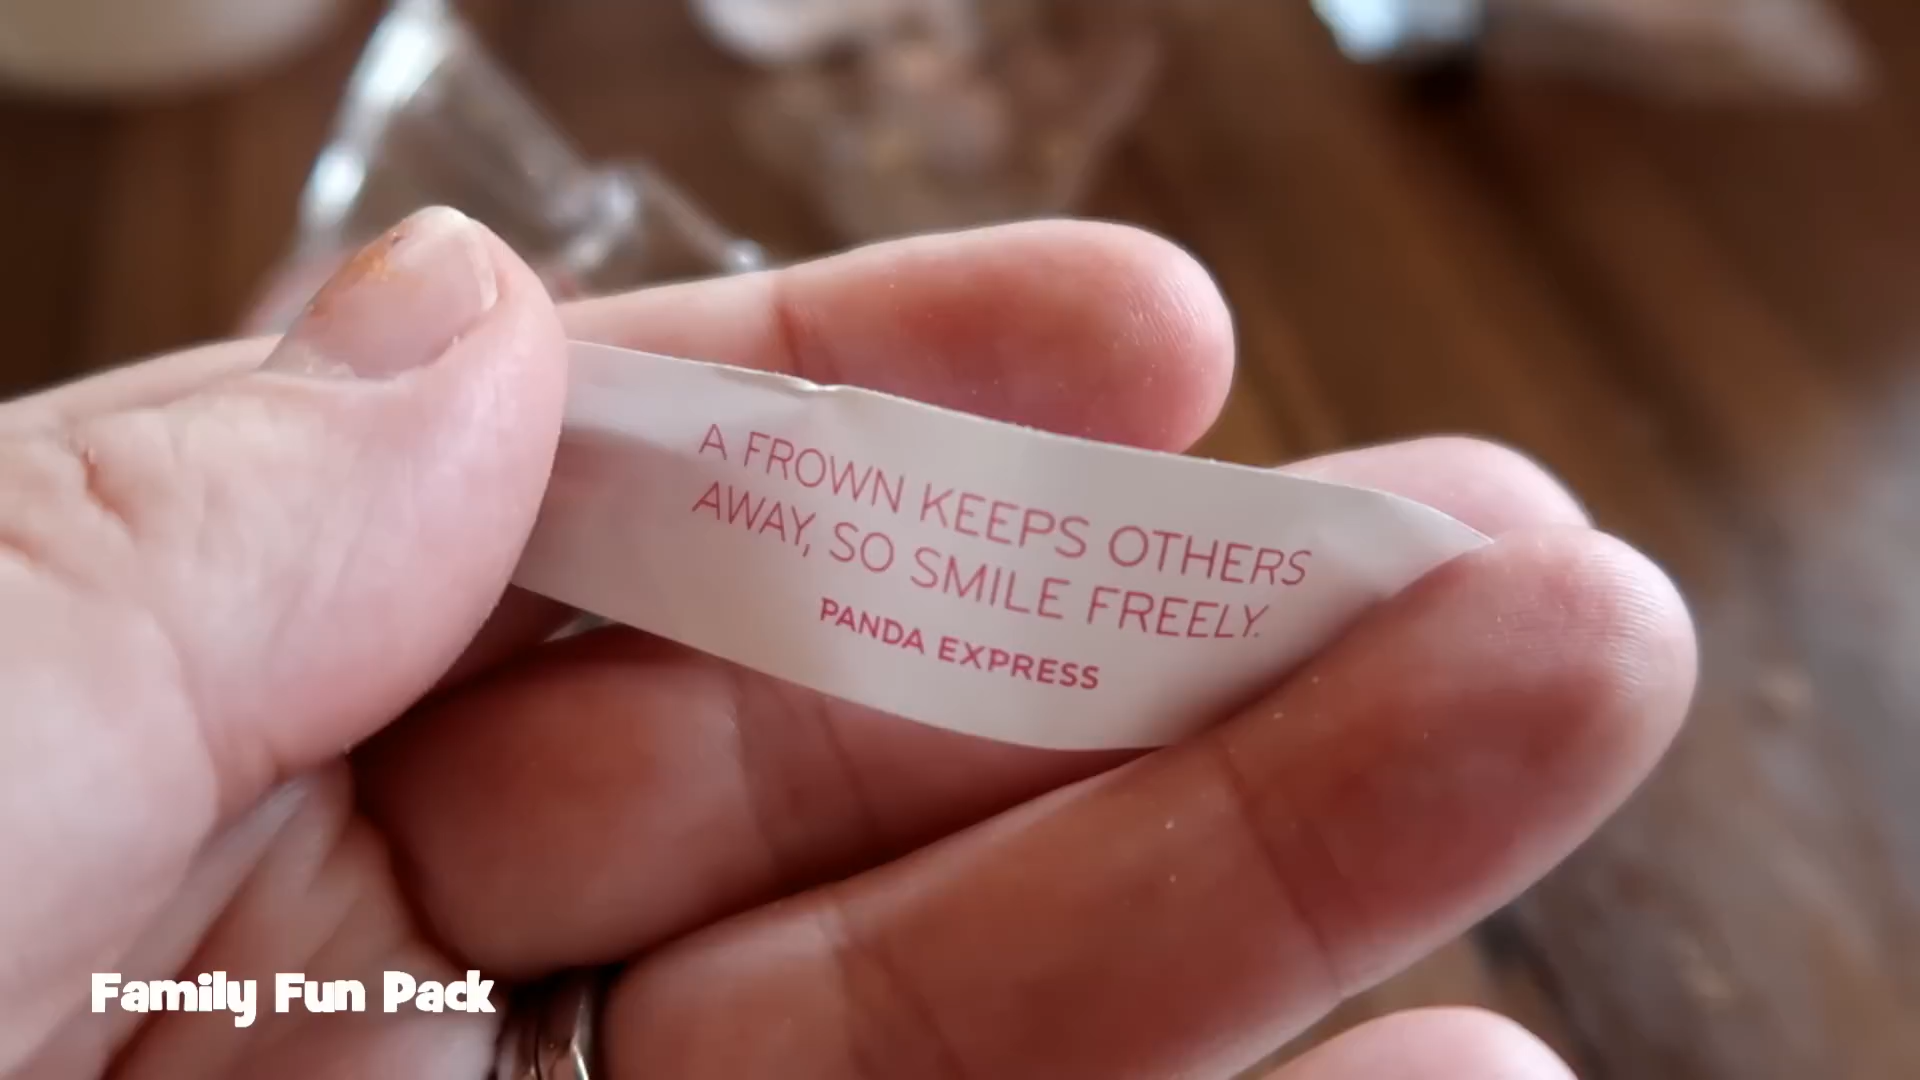 A FROWN KEEPS OTHERS
AWAY, SO SMILE FREELY.
PANDA EXPRESS
Family Fun Pack